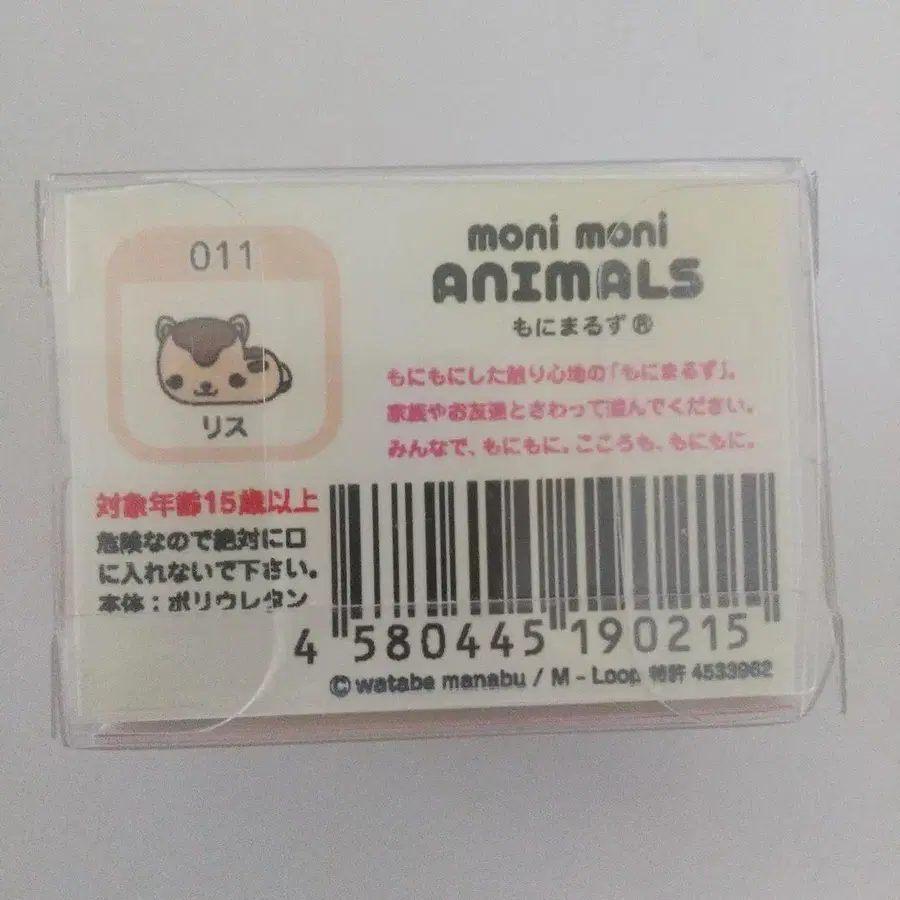 011
リス
moni moni
ANIMALS
もにまるず®
もにもにした触り心地の「もにまるず」。
家族やお友達とさわって遊んでください。
みんなで、もにもに。こころも、もにもに。
対象年齢15歳以上
危険なので絶対に口
に入れないで下さい。
本体：ポリウレタン
4 580445 190215
©watabe manabu / M - Loop 特許 4533962